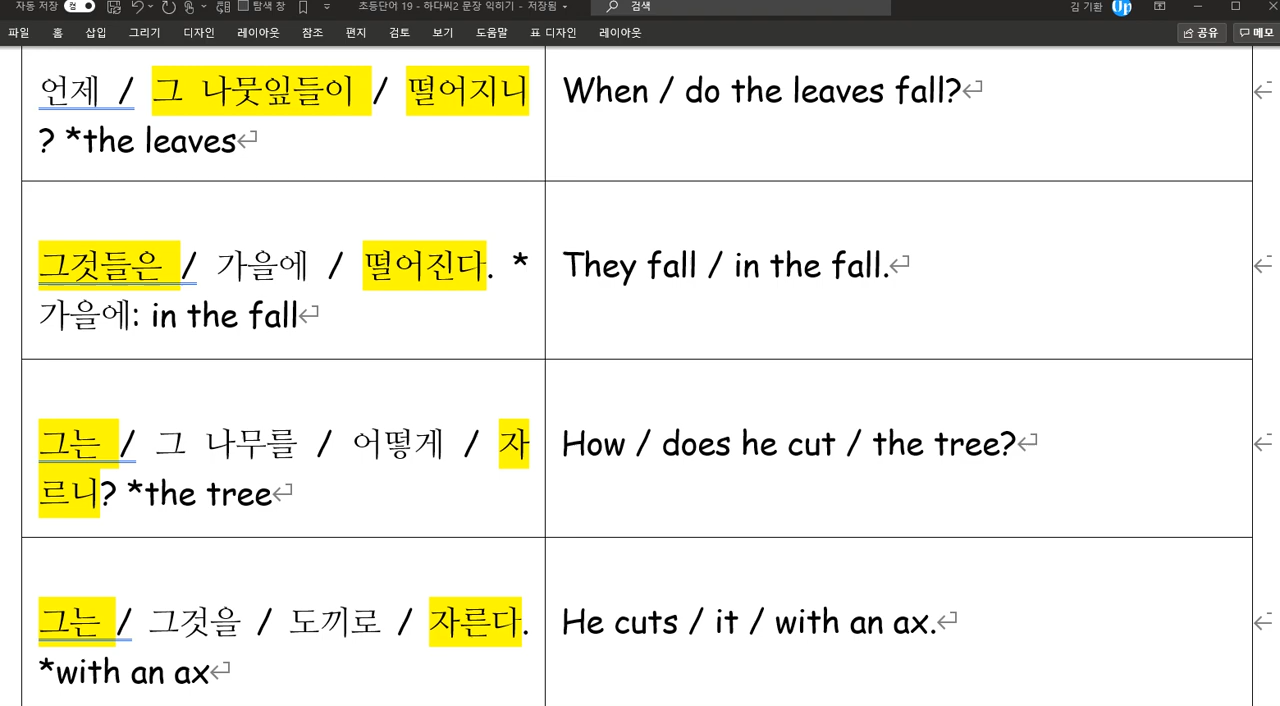 자동 저장 켬 탐색 창 초등단어 19 - 하다씨2 문장 익히기 - 저장됨 검색 김 기환 Up
파일 홈 삽입 그리기 디자인 레이아웃 참조 편지 검토 보기 도움말 표 디자인 레이아웃 공유 메모
언제 / 그 나뭇잎들이 / 떨어지니
? *the leaves
When / do the leaves fall?
그것들은 / 가을에 / 떨어진다. *
가을에: in the fall
They fall / in the fall.
그는 / 그 나무를 / 어떻게 / 자
르니? *the tree
How / does he cut / the tree?
그는 / 그것을 / 도끼로 / 자른다.
*with an ax
He cuts / it / with an ax.